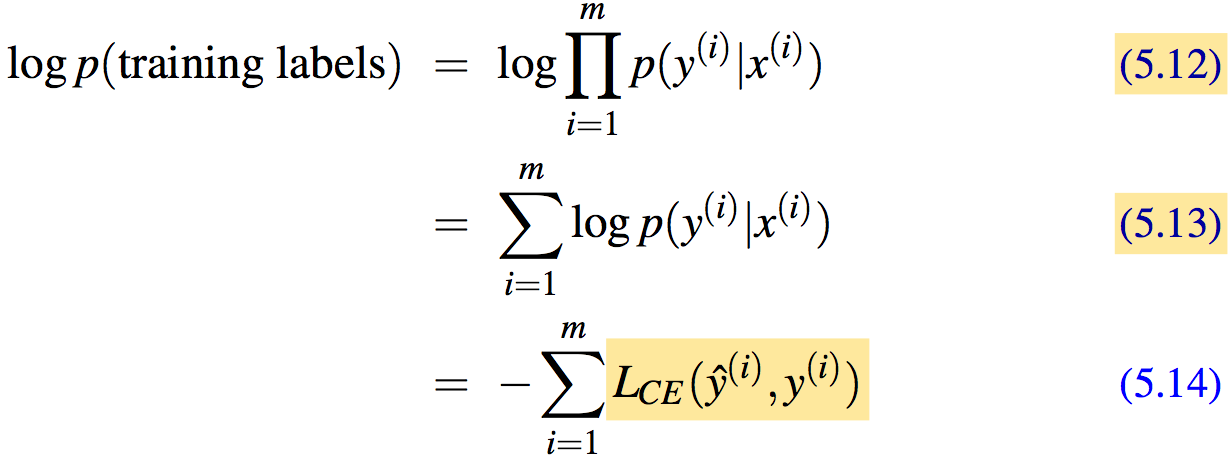 log p(training labels) = log ∏_{i=1}^{m} p(y^{(i)}|x^{(i)}) (5.12)
= ∑_{i=1}^{m} log p(y^{(i)}|x^{(i)}) (5.13)
= − ∑_{i=1}^{m} L_{CE}(ŷ^{(i)}, y^{(i)}) (5.14)